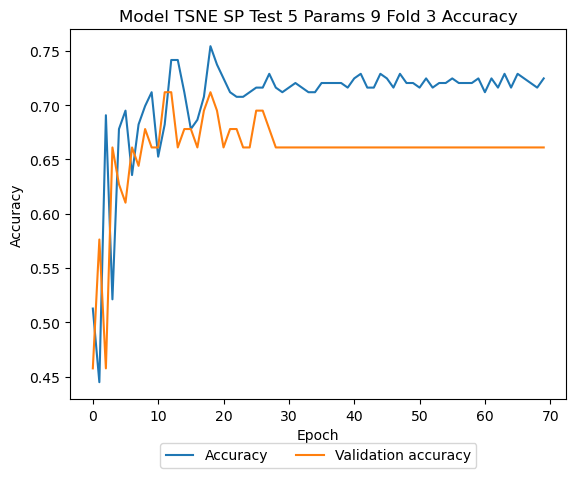 Model TSNE SP Test 5 Params 9 Fold 3 Accuracy
0.75
0.70
0.65
0.60
0.55
0.50
0.45
Accuracy
0 10 20 30 40 50 60 70
Epoch
Accuracy Validation accuracy